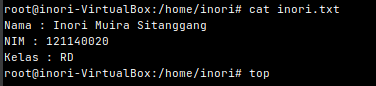 root@inori-VirtualBox:/home/inori# cat inori.txt
Nama : Inori Muira Sitanggang
NIM : 121140020
Kelas : RD
root@inori-VirtualBox:/home/inori# top